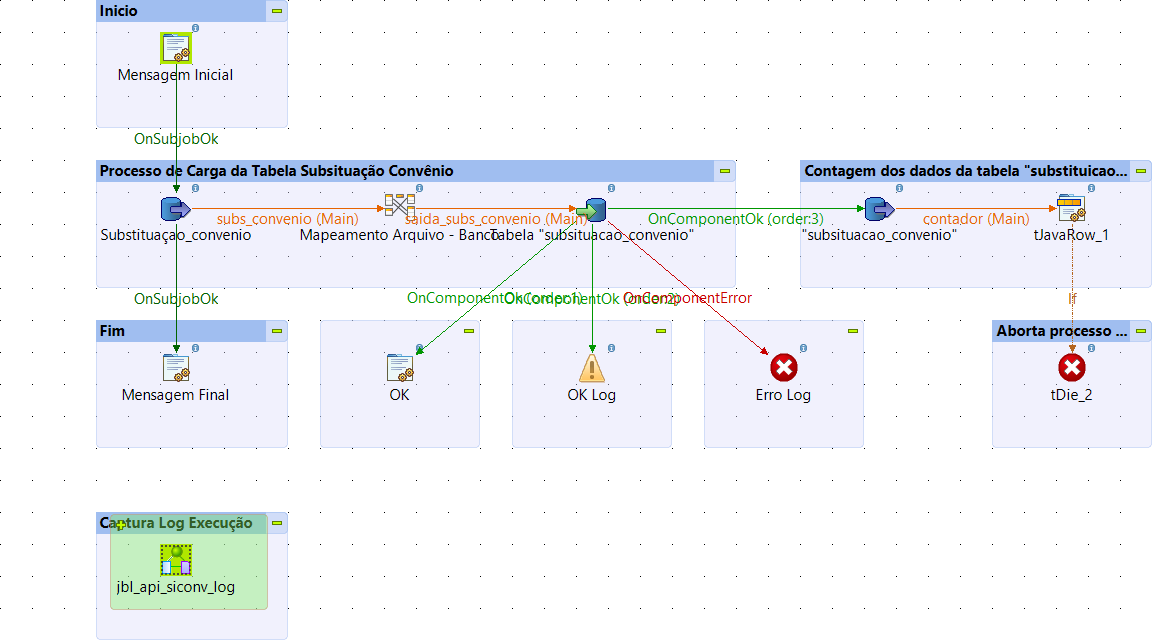 Inicio
Mensagem Inicial
OnSubjobOk
Processo de Carga da Tabela Subsituação Convênio
Contagem dos dados da tabela "substituicao...
subs_convenio (Main)
saida_subs_convenio (Main)
OnComponentOk (order:3)
contador (Main)
Substituaçao_convenio
Mapeamento Arquivo - Banco
Tabela "subsituacao_convenio"
"subsituacao_convenio"
tJavaRow_1
OnSubjobOk
OnComponentOk (order:1)
OnComponentOk (order:2)
OnComponentError
If
Fim
Aborta processo ...
Mensagem Final
OK
OK Log
Erro Log
tDie_2
Captura Log Execução
jbl_api_siconv_log